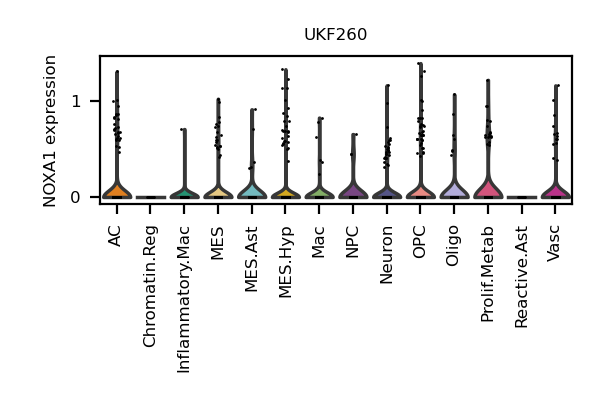 UKF260
NOXA1 expression
1
0
AC
Chromatin.Reg
Inflammatory.Mac
MES
MES.Ast
MES.Hyp
Mac
NPC
Neuron
OPC
Oligo
Prolif.Metab
Reactive.Ast
Vasc